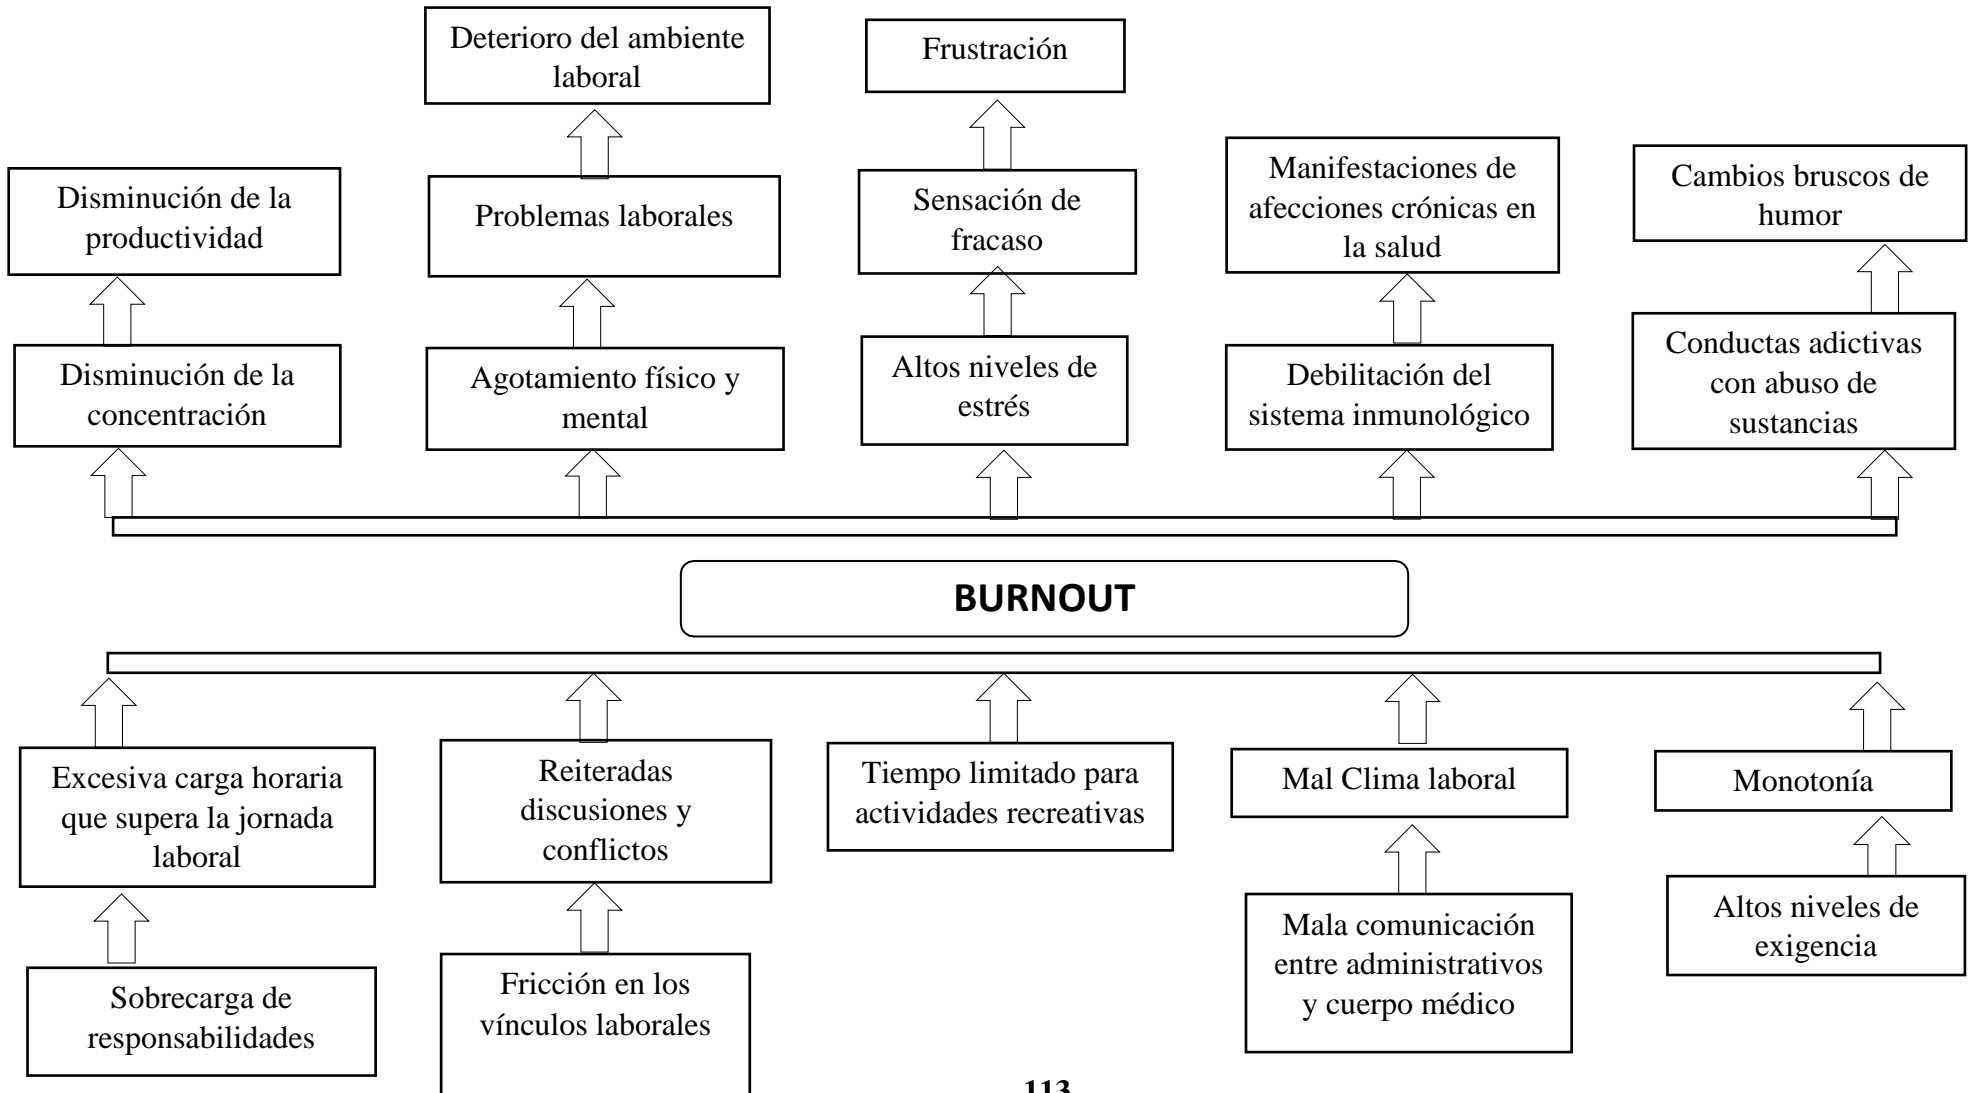 Deterioro del ambiente
laboral
Frustración
Disminución de la
productividad
Problemas laborales
Sensación de
fracaso
Manifestaciones de
afecciones crónicas en
la salud
Cambios bruscos de
humor
Disminución de la
concentración
Agotamiento físico y
mental
Altos niveles de
estrés
Debilitación del
sistema inmunológico
Conductas adictivas
con abuso de
sustancias
BURNOUT
Excesiva carga horaria
que supera la jornada
laboral
Reiteradas
discusiones y
conflictos
Tiempo limitado para
actividades recreativas
Mal Clima laboral
Monotonía
Sobrecarga de
responsabilidades
Fricción en los
vínculos laborales
Mala comunicación
entre administrativos
y cuerpo médico
Altos niveles de
exigencia
113